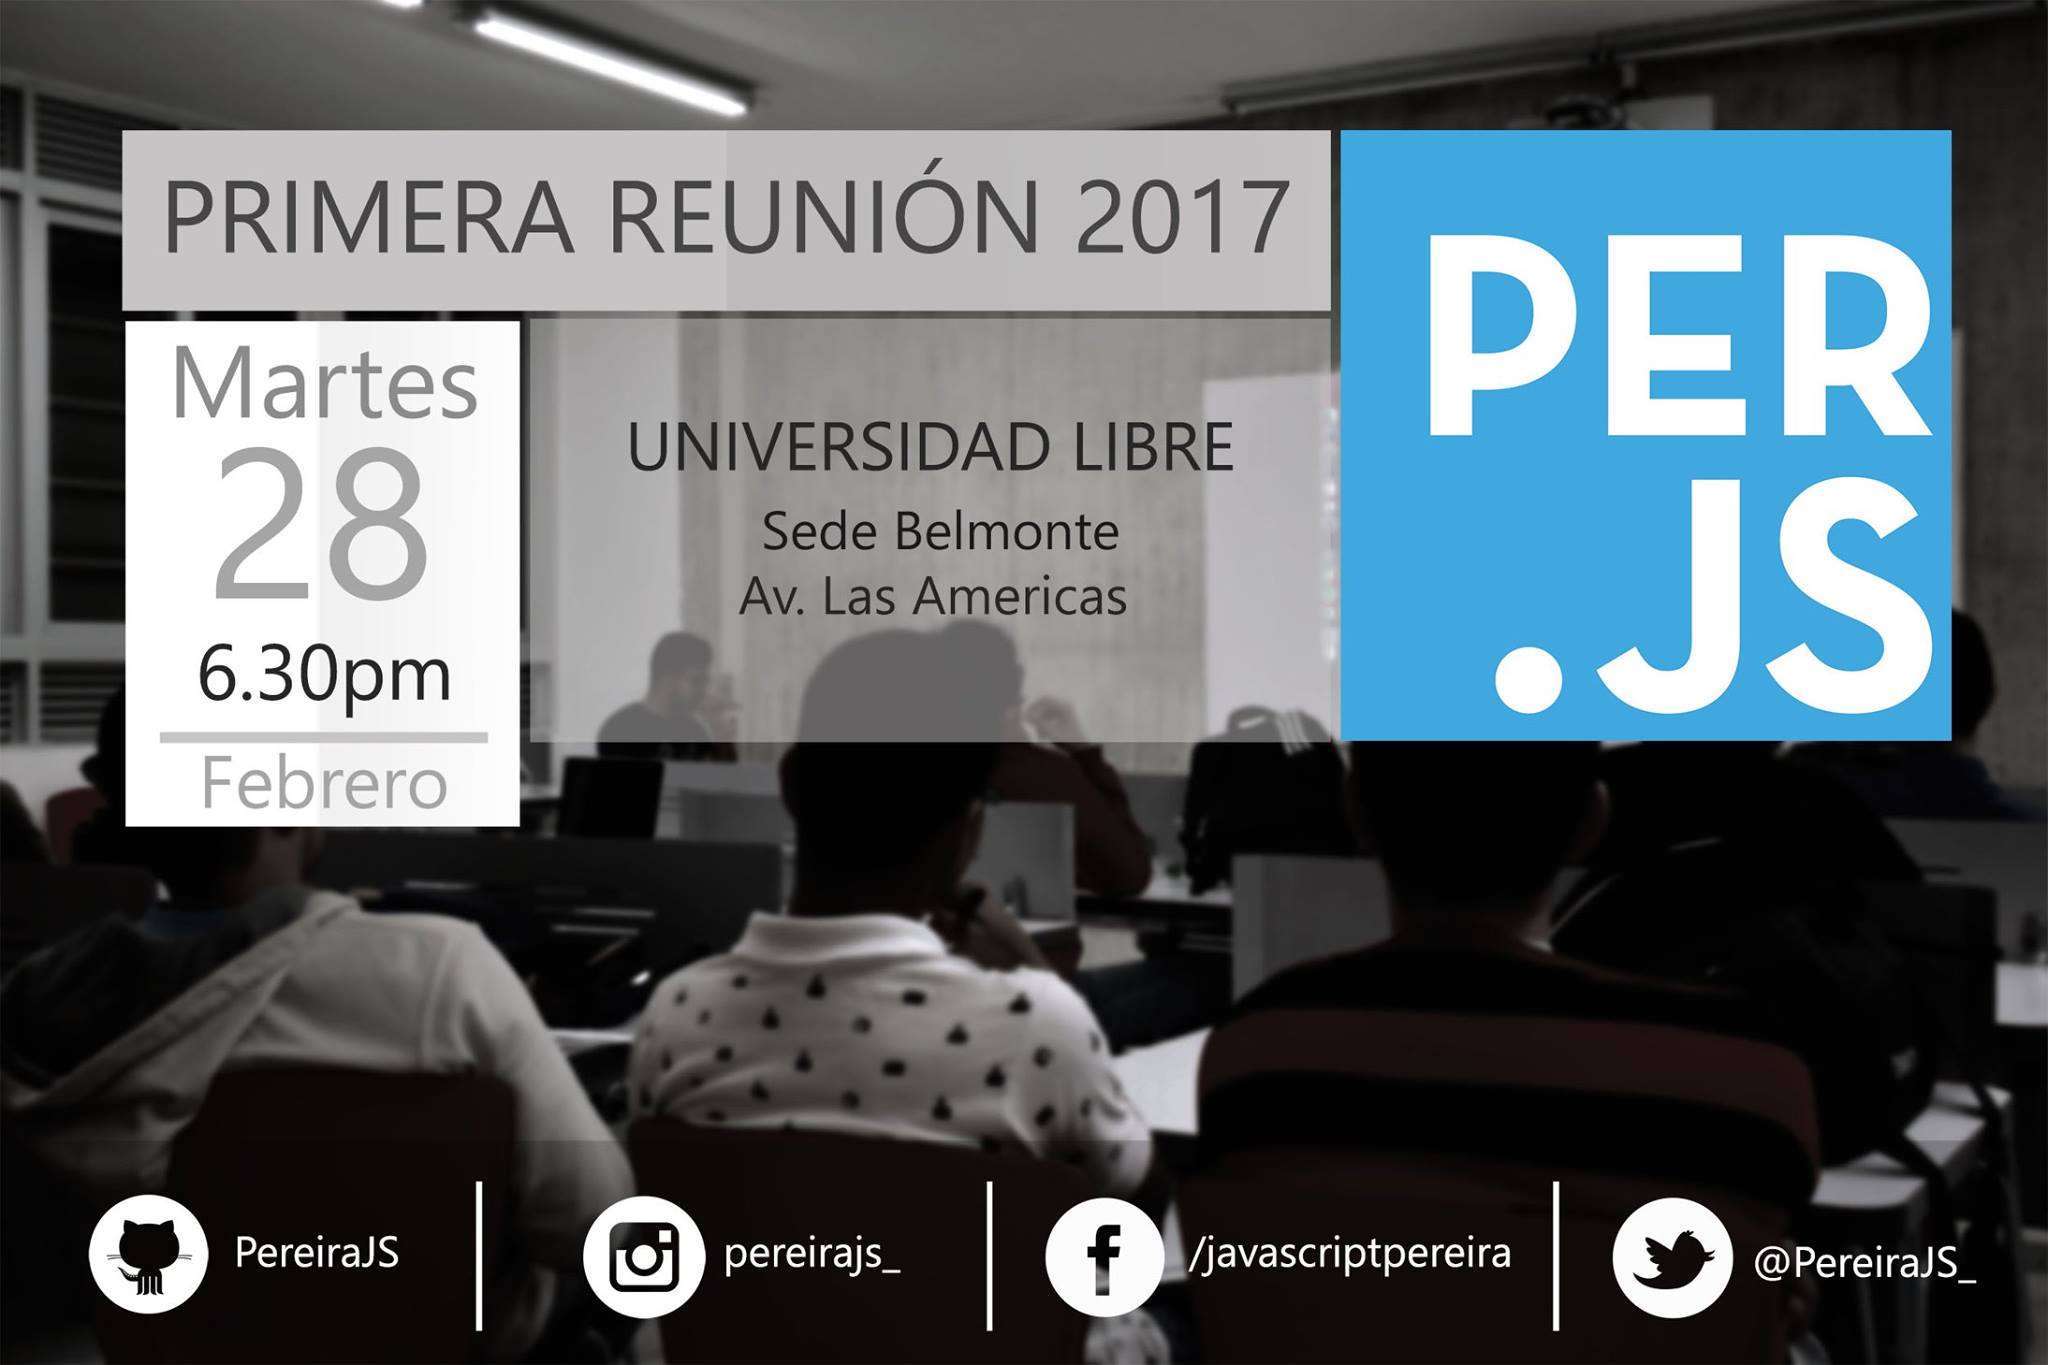 PRIMERA REUNIÓN 2017
PER
.JS
Martes
28
6.30pm
Febrero
UNIVERSIDAD LIBRE
Sede Belmonte
Av. Las Americas
PereiraJS
pereirajs_
/javascriptpereira
@PereiraJS_